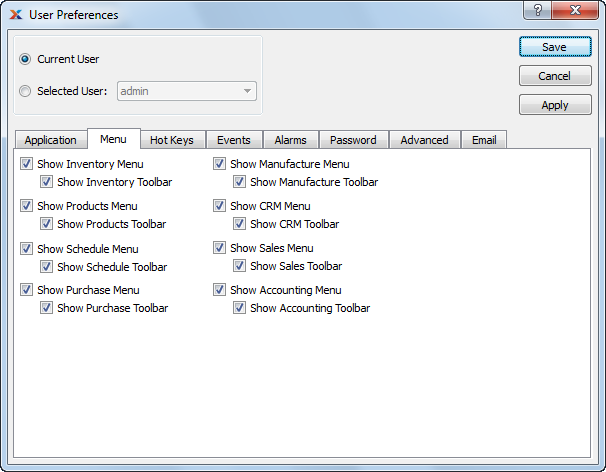 User Preferences
?
Current User
Save
Selected User: admin
Cancel
Apply
Application Menu Hot Keys Events Alarms Password Advanced Email
Show Inventory Menu Show Manufacture Menu
Show Inventory Toolbar Show Manufacture Toolbar
Show Products Menu Show CRM Menu
Show Products Toolbar Show CRM Toolbar
Show Schedule Menu Show Sales Menu
Show Schedule Toolbar Show Sales Toolbar
Show Purchase Menu Show Accounting Menu
Show Purchase Toolbar Show Accounting Toolbar